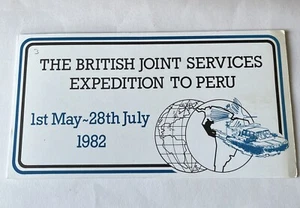 THE BRITISH JOINT SERVICES
EXPEDITION TO PERU
1st May~28th July
1982